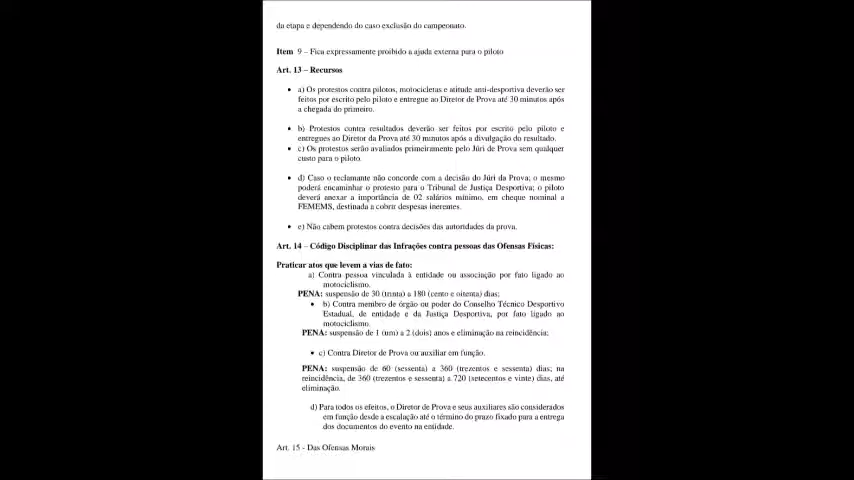 da etapa e dependendo do caso exclusão do campeonato.
Item 9 – Fica expressamente proibido a ajuda externa para o piloto
Art. 13 – Recursos
• a) Os protestos contra pilotos, motocicletas e atitude anti-desportiva deverão ser
feitos por escrito pelo piloto e entregue ao Diretor de Prova até 30 minutos após
a chegada do primeiro.
• b) Protestos contra resultados deverão ser feitos por escrito pelo piloto e
entregues ao Diretor da Prova até 30 minutos após a divulgação do resultado.
• c) Os protestos serão avaliados primeiramente pelo Júri de Prova sem qualquer
custo para o piloto.
• d) Caso o reclamante não concorde com a decisão do Júri da Prova; o mesmo
poderá encaminhar o protesto para o Tribunal de Justiça Desportiva; o piloto
deverá anexar a importância de 02 salários mínimo, em cheque nominal a
FEMEMS, destinada a cobrir despesas inerentes.
• e) Não cabem protestos contra decisões das autoridades da prova.
Art. 14 – Código Disciplinar das Infrações contra pessoas das Ofensas Físicas:
Praticar atos que levem a vias de fato:
a) Contra pessoa vinculada à entidade ou associação por fato ligado ao
motociclismo.
PENA: suspensão de 30 (trinta) a 180 (cento e oitenta) dias;
• b) Contra membro de órgão ou poder do Conselho Técnico Desportivo
Estadual, de entidade e da Justiça Desportiva, por fato ligado ao
motociclismo.
PENA: suspensão de 1 (um) a 2 (dois) anos e eliminação na reincidência;
• c) Contra Diretor de Prova ou auxiliar em função.
PENA: suspensão de 60 (sessenta) a 360 (trezentos e sessenta) dias; na
reincidência, de 360 (trezentos e sessenta) a 720 (setecentos e vinte) dias, até
eliminação.
d) Para todos os efeitos, o Diretor de Prova e seus auxiliares são considerados
em função desde a escalação até o término do prazo fixado para a entrega
dos documentos do evento na entidade.
Art. 15 - Das Ofensas Morais